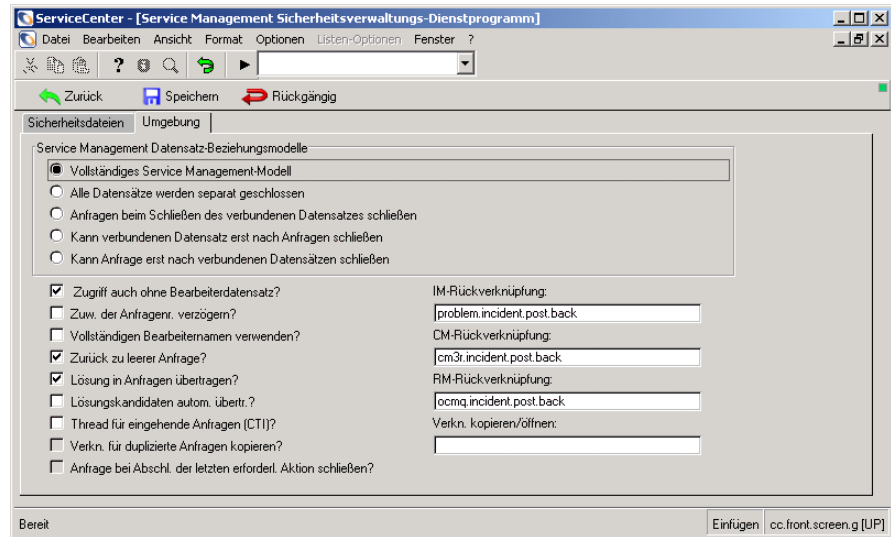 ServiceCenter - [Service Management Sicherheitsverwaltungs-Dienstprogramm]
Datei Bearbeiten Ansicht Format Optionen Listen-Optionen Fenster ?
Zurück Speichern Rückgängig
Sicherheitsdateien Umgebung
Service Management Datensatz-Beziehungsmodelle
Vollständiges Service Management-Modell
Alle Datensätze werden separat geschlossen
Anfragen beim Schließen des verbundenen Datensatzes schließen
Kann verbundenen Datensatz erst nach Anfragen schließen
Kann Anfrage erst nach verbundenen Datensätzen schließen
Zugriff auch ohne Bearbeiterdatensatz? IM-Rückverknüpfung:
Zuw. der Anfragenr. verzögern? problem.incident.post.back
Vollständigen Bearbeiternamen verwenden? CM-Rückverknüpfung:
Zurück zu leerer Anfrage? cm3r.incident.post.back
Lösung in Anfragen übertragen? RM-Rückverknüpfung:
Lösungskandidaten autom. übertr.? ocmq.incident.post.back
Thread für eingehende Anfragen (CTI)? Verkn. kopieren/öffnen:
Verkn. für duplizierte Anfragen kopieren?
Anfrage bei Abschl. der letzten erforderl. Aktion schließen?
Bereit Einfügen cc.front.screen.g [UP]